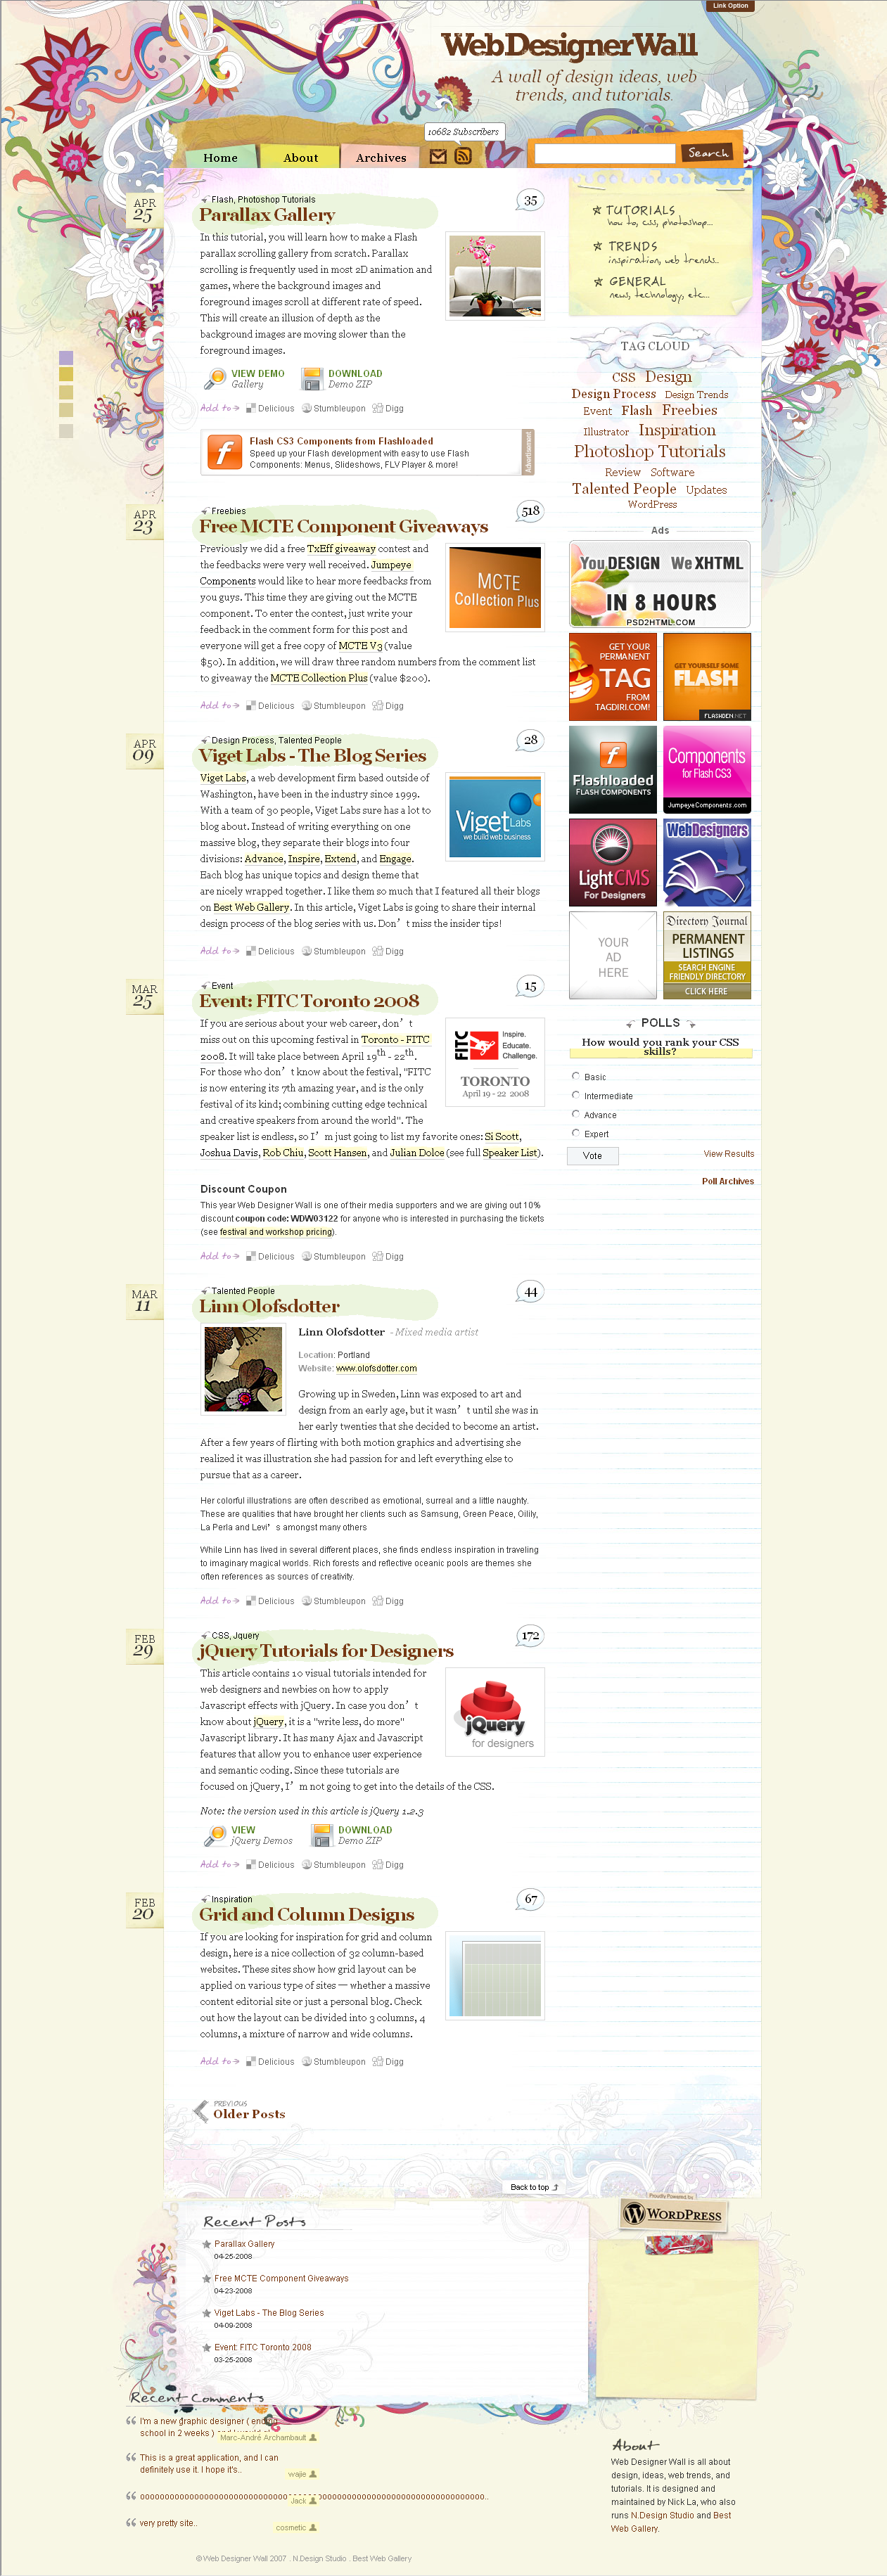 Link Option
WebDesignerWall
A wall of design ideas, web
trends, and tutorials.
10682 Subscribers
Home
About
Archives
Search
APR
25
Flash, Photoshop Tutorials
35
Parallax Gallery
In this tutorial, you will learn how to make a Flash
parallax scrolling gallery from scratch. Parallax
scrolling is frequently used in most 2D animation and
games, where the background images and
foreground images scroll at different rate of speed.
This will create an illusion of depth as the
background images are moving slower than the
foreground images.
VIEW DEMO
Gallery
DOWNLOAD
Demo ZIP
Add to
Delicious
Stumbleupon
Digg
Flash CS3 Components from Flashloaded
Speed up your Flash development with easy to use Flash
Components: Menus, Slideshows, FLV Player & more!
Advertisement
APR
23
Freebies
518
Free MCTE Component Giveaways
Previously we did a free TxEff giveaway contest and
the feedbacks were very well received. Jumpeye
Components would like to hear more feedbacks from
you guys. This time they are giving out the MCTE
component. To enter the contest, just write your
feedback in the comment form for this post and
everyone will get a free copy of MCTE V3 (value
$50). In addition, we will draw three random numbers from the comment list
to giveaway the MCTE Collection Plus (value $200).
MCTE
Collection Plus
Add to
Delicious
Stumbleupon
Digg
APR
09
Design Process, Talented People
28
Viget Labs - The Blog Series
Viget Labs, a web development firm based outside of
Washington, have been in the industry since 1999.
With a team of 30 people, Viget Labs sure has a lot to
blog about. Instead of writing everything on one
massive blog, they separate their blogs into four
divisions: Advance, Inspire, Extend, and Engage.
Each blog has unique topics and design theme that
are nicely wrapped together. I like them so much that I featured all their blogs
on Best Web Gallery. In this article, Viget Labs is going to share their internal
design process of the blog series with us. Don't miss the insider tips!
Viget Labs
we build web business
Add to
Delicious
Stumbleupon
Digg
MAR
25
Event
15
Event: FITC Toronto 2008
If you are serious about your web career, don't
miss out on this upcoming festival in Toronto - FITC
2008. It will take place between April 19th - 22th.
For those who don't know about the festival, "FITC
is now entering its 7th amazing year, and is the only
festival of its kind; combining cutting edge technical
and creative speakers from around the world". The
speaker list is endless, so I'm just going to list my favorite ones: Si Scott,
Joshua Davis, Rob Chiu, Scott Hansen, and Julian Dolce (see full Speaker List).
FITC
Inspire.
Educate.
Challenge.
TORONTO
April 19 - 22 2008
Discount Coupon
This year Web Designer Wall is one of their media supporters and we are giving out 10%
discount coupon code: WDW03122 for anyone who is interested in purchasing the tickets
(see festival and workshop pricing).
Add to
Delicious
Stumbleupon
Digg
MAR
11
Talented People
44
Linn Olofsdotter
Linn Olofsdotter - Mixed media artist
Location: Portland
Website: www.olofsdotter.com
Growing up in Sweden, Linn was exposed to art and
design from an early age, but it wasn't until she was in
her early twenties that she decided to become an artist.
After a few years of flirting with both motion graphics and advertising she
realized it was illustration she had passion for and left everything else to
pursue that as a career.
Her colorful illustrations are often described as emotional, surreal and a little naughty.
These are qualities that have brought her clients such as Samsung, Green Peace, Oilily,
La Perla and Levi's amongst many others
While Linn has lived in several different places, she finds endless inspiration in traveling
to imaginary magical worlds. Rich forests and reflective oceanic pools are themes she
often references as sources of creativity.
Add to
Delicious
Stumbleupon
Digg
FEB
29
CSS, Jquery
172
jQuery Tutorials for Designers
This article contains 10 visual tutorials intended for
web designers and newbies on how to apply
Javascript effects with jQuery. In case you don't
know about jQuery, it is a "write less, do more"
Javascript library. It has many Ajax and Javascript
features that allow you to enhance user experience
and semantic coding. Since these tutorials are
focused on jQuery, I'm not going to get into the details of the CSS.
jQuery
for designers
Note: the version used in this article is jQuery 1.2.3
VIEW
jQuery Demos
DOWNLOAD
Demo ZIP
Add to
Delicious
Stumbleupon
Digg
FEB
20
Inspiration
67
Grid and Column Designs
If you are looking for inspiration for grid and column
design, here is a nice collection of 32 column-based
websites. These sites show how grid layout can be
applied on various type of sites — whether a massive
content editorial site or just a personal blog. Check
out how the layout can be divided into 3 columns, 4
columns, a mixture of narrow and wide columns.
Add to
Delicious
Stumbleupon
Digg
PREVIOUS
Older Posts
Back to top
TUTORIALS
how to, css, photoshop...
TRENDS
inspiration, web trends..
GENERAL
news, technology, etc...
TAG CLOUD
CSS Design
Design Process Design Trends
Event Flash Freebies
Illustrator Inspiration
Photoshop Tutorials
Review Software
Talented People Updates
WordPress
Ads
You DESIGN We XHTML
IN 8 HOURS
PSD2HTML.COM
GET YOUR
PERMANENT
TAG
FROM
TAGDIRI.COM!
GET YOURSELF SOME
FLASH
FLASHDEN.NET
Flashloaded
FLASH COMPONENTS
Components
for Flash CS3
JumpeyeComponents.com
LightCMS
For Designers
WebDesigners
YOUR
AD
HERE
Directory Journal
PERMANENT
LISTINGS
SEARCH ENGINE
FRIENDLY DIRECTORY
CLICK HERE
POLLS
How would you rank your CSS
skills?
Basic
Intermediate
Advance
Expert
Vote
View Results
Poll Archives
Recent Posts
Parallax Gallery
04-25-2008
Free MCTE Component Giveaways
04-23-2008
Viget Labs - The Blog Series
04-09-2008
Event: FITC Toronto 2008
03-25-2008
Proudly Powered by
WORDPRESS
Recent Comments
I'm a new graphic designer ( ending
school in 2 weeks )
Marc-André Archambault
This is a great application, and I can
definitely use it. I hope it's..
wajie
Jack
very pretty site..
cosmetic
About
Web Designer Wall is all about
design, ideas, web trends, and
tutorials. It is designed and
maintained by Nick La, who also
runs N.Design Studio and Best
Web Gallery.
© Web Designer Wall 2007 . N.Design Studio . Best Web Gallery